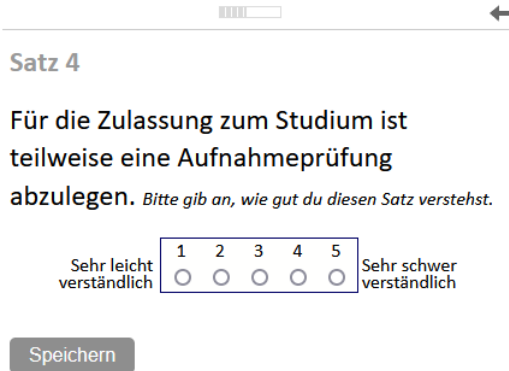 Satz 4
Für die Zulassung zum Studium ist
teilweise eine Aufnahmeprüfung
abzulegen. Bitte gib an, wie gut du diesen Satz verstehst.
1 2 3 4 5
Sehr leicht Sehr schwer
verständlich verständlich
Speichern